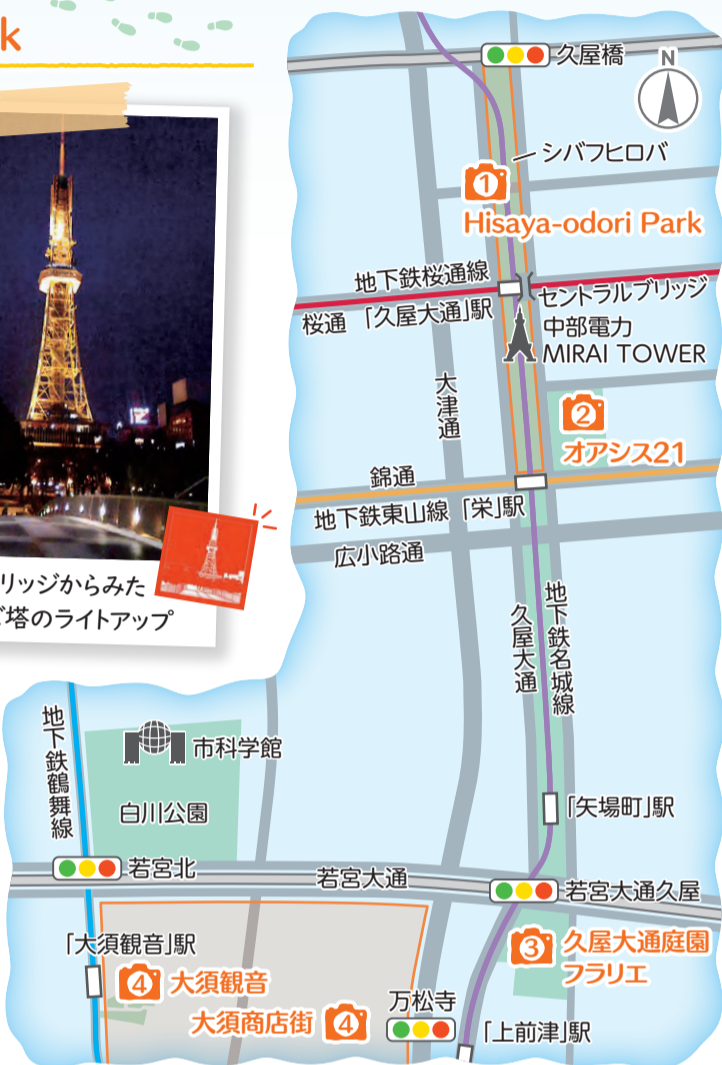 k
リッジからみた
塔のライトアップ
久屋橋
N
シバフヒロバ
1
Hisaya-odori Park
地下鉄桜通線
桜通 「久屋大通」駅
セントラルブリッジ
中部電力
MIRAI TOWER
大津通
2
オアシス21
錦通
地下鉄東山線 「栄」駅
広小路通
久屋大通
地下鉄名城線
地下鉄鶴舞線
市科学館
白川公園
「矢場町」駅
若宮北
若宮大通
若宮大通久屋
「大須観音」駅
4 大須観音
大須商店街 4
万松寺
3 久屋大通庭園
フラリエ
「上前津」駅